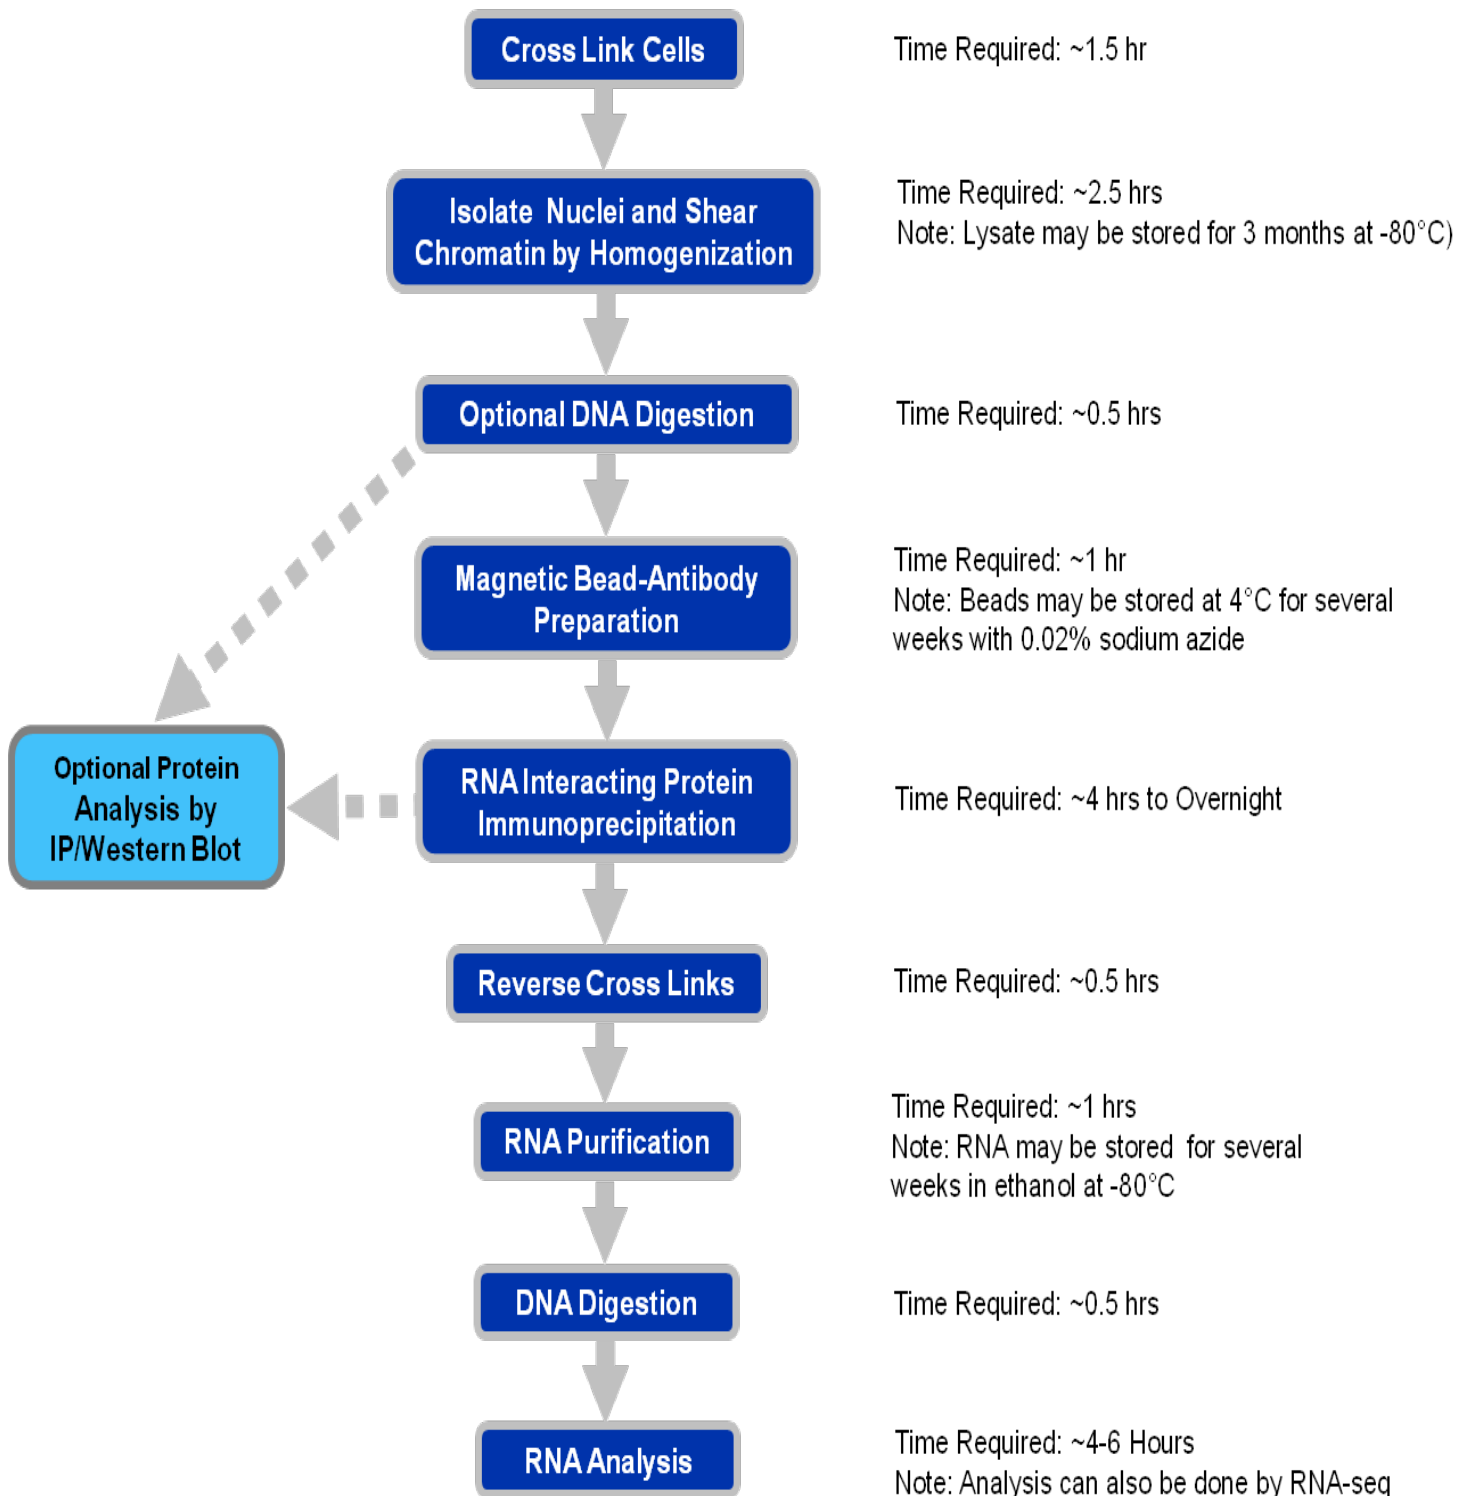 Cross Link Cells
Time Required: ~1.5 hr
Isolate Nuclei and Shear
Chromatin by Homogenization
Time Required: ~2.5 hrs
Note: Lysate may be stored for 3 months at -80°C)
Optional DNA Digestion
Time Required: ~0.5 hrs
Magnetic Bead-Antibody
Preparation
Time Required: ~1 hr
Note: Beads may be stored at 4°C for several
weeks with 0.02% sodium azide
Optional Protein
Analysis by
IP/Western Blot
RNA Interacting Protein
Immunoprecipitation
Time Required: ~4 hrs to Overnight
Reverse Cross Links
Time Required: ~0.5 hrs
RNA Purification
Time Required: ~1 hrs
Note: RNA may be stored for several
weeks in ethanol at -80°C
DNA Digestion
Time Required: ~0.5 hrs
RNA Analysis
Time Required: ~4-6 Hours
Note: Analysis can also be done by RNA-seq